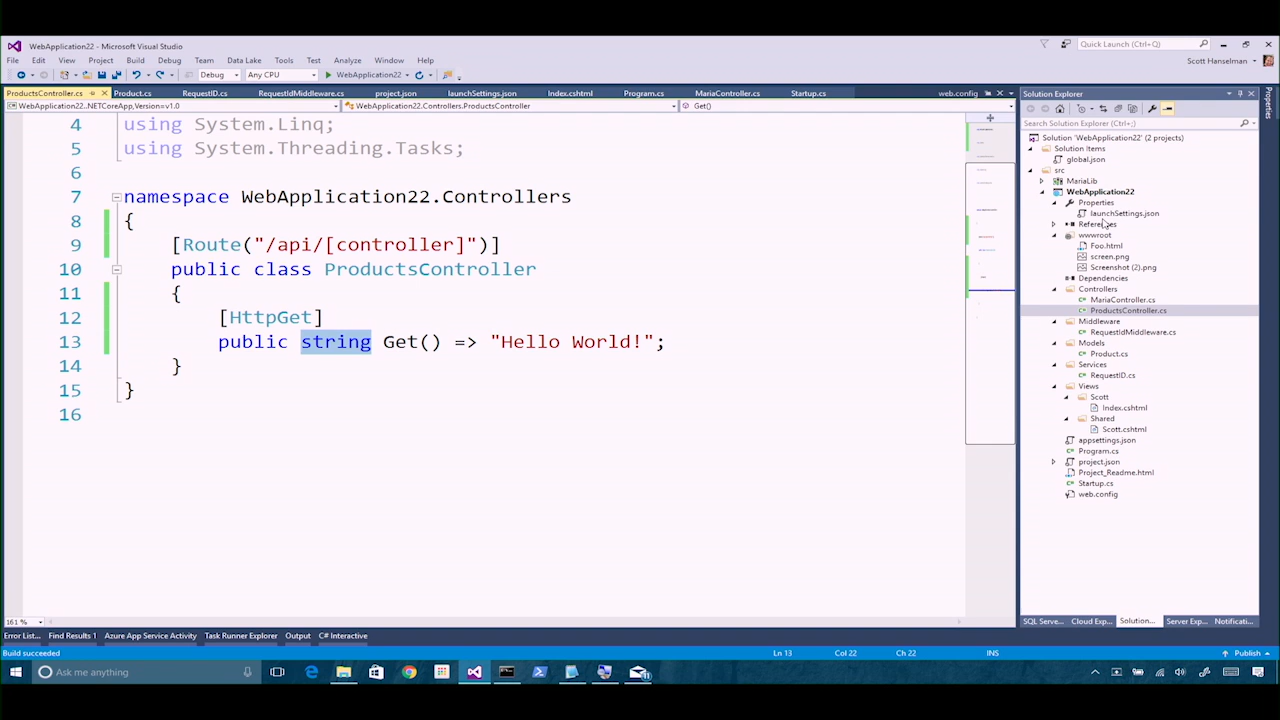 WebApplication22 - Microsoft Visual Studio
Quick Launch (Ctrl+Q)
File Edit View Project Build Debug Team Data Lake Tools Test Analyze Window Help
Scott Hanselman
Debug Any CPU WebApplication22
ProductsController.cs Product.cs RequestID.cs RequestIdMiddleware.cs project.json launchSettings.json Index.cshtml Program.cs MariaController.cs Startup.cs web.config
WebApplication22..NETCoreApp,Version=v1.0 WebApplication22.Controllers.ProductsController Get()
4 using System.Linq;
5 using System.Threading.Tasks;
6
7 namespace WebApplication22.Controllers
8 {
9 [Route("/api/[controller]")]
10 public class ProductsController
11 {
12 [HttpGet]
13 public string Get() => "Hello World!";
14 }
15 }
16
161 %
Solution Explorer
Search Solution Explorer (Ctrl+;)
Solution 'WebApplication22' (2 projects)
Solution Items
global.json
src
MariaLib
WebApplication22
Properties
launchSettings.json
References
wwwroot
Foo.html
screen.png
Screenshot (2).png
Dependencies
Controllers
MariaController.cs
ProductsController.cs
Middleware
RequestIdMiddleware.cs
Models
Product.cs
Services
RequestID.cs
Views
Scott
Index.cshtml
Shared
Scott.cshtml
appsettings.json
Program.cs
project.json
Project_Readme.html
Startup.cs
web.config
SQL Serve... Cloud Exp... Solution... Server Exp... Notificati...
Properties
Error List... Find Results 1 Azure App Service Activity Task Runner Explorer Output C# Interactive
Build succeeded Ln 13 Col 22 Ch 22 INS Publish
Ask me anything